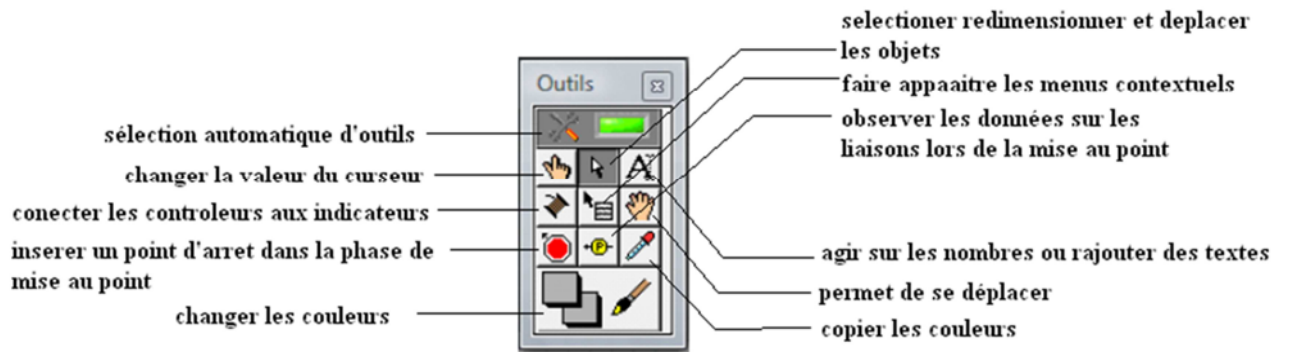 selectioner redimensionner et deplacer
les objets
Outils
faire appaaitre les menus contextuels
sélection automatique d'outils
observer les données sur les
liaisons lors de la mise au point
changer la valeur du curseur
conecter les controleurs aux indicateurs
inserer un point d'arret dans la phase de
mise au point
agir sur les nombres ou rajouter des textes
permet de se déplacer
changer les couleurs
copier les couleurs